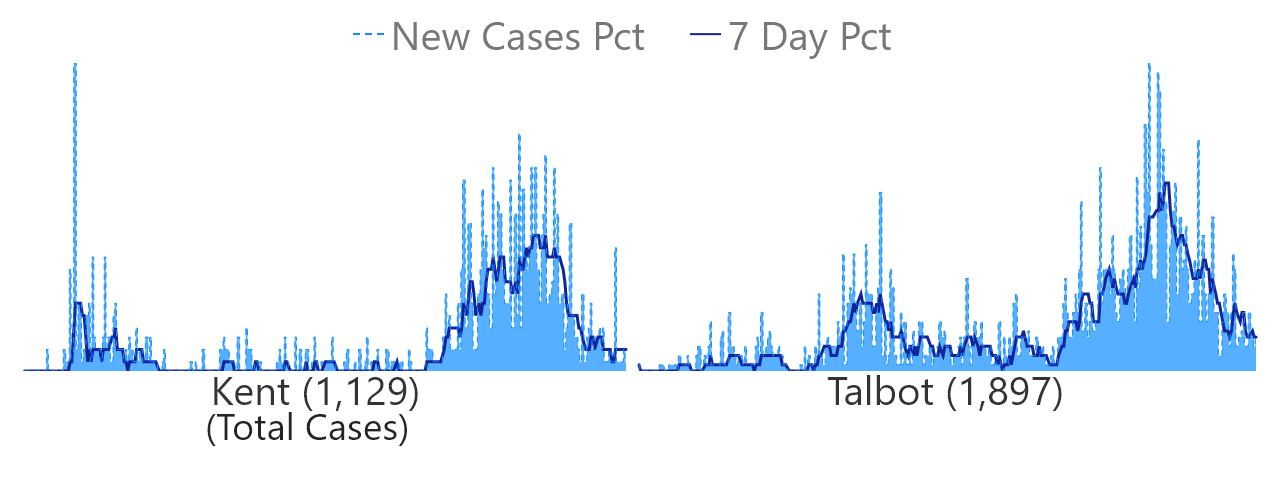 New Cases Pct 7 Day Pct
Kent (1,129) Talbot (1,897)
(Total Cases)